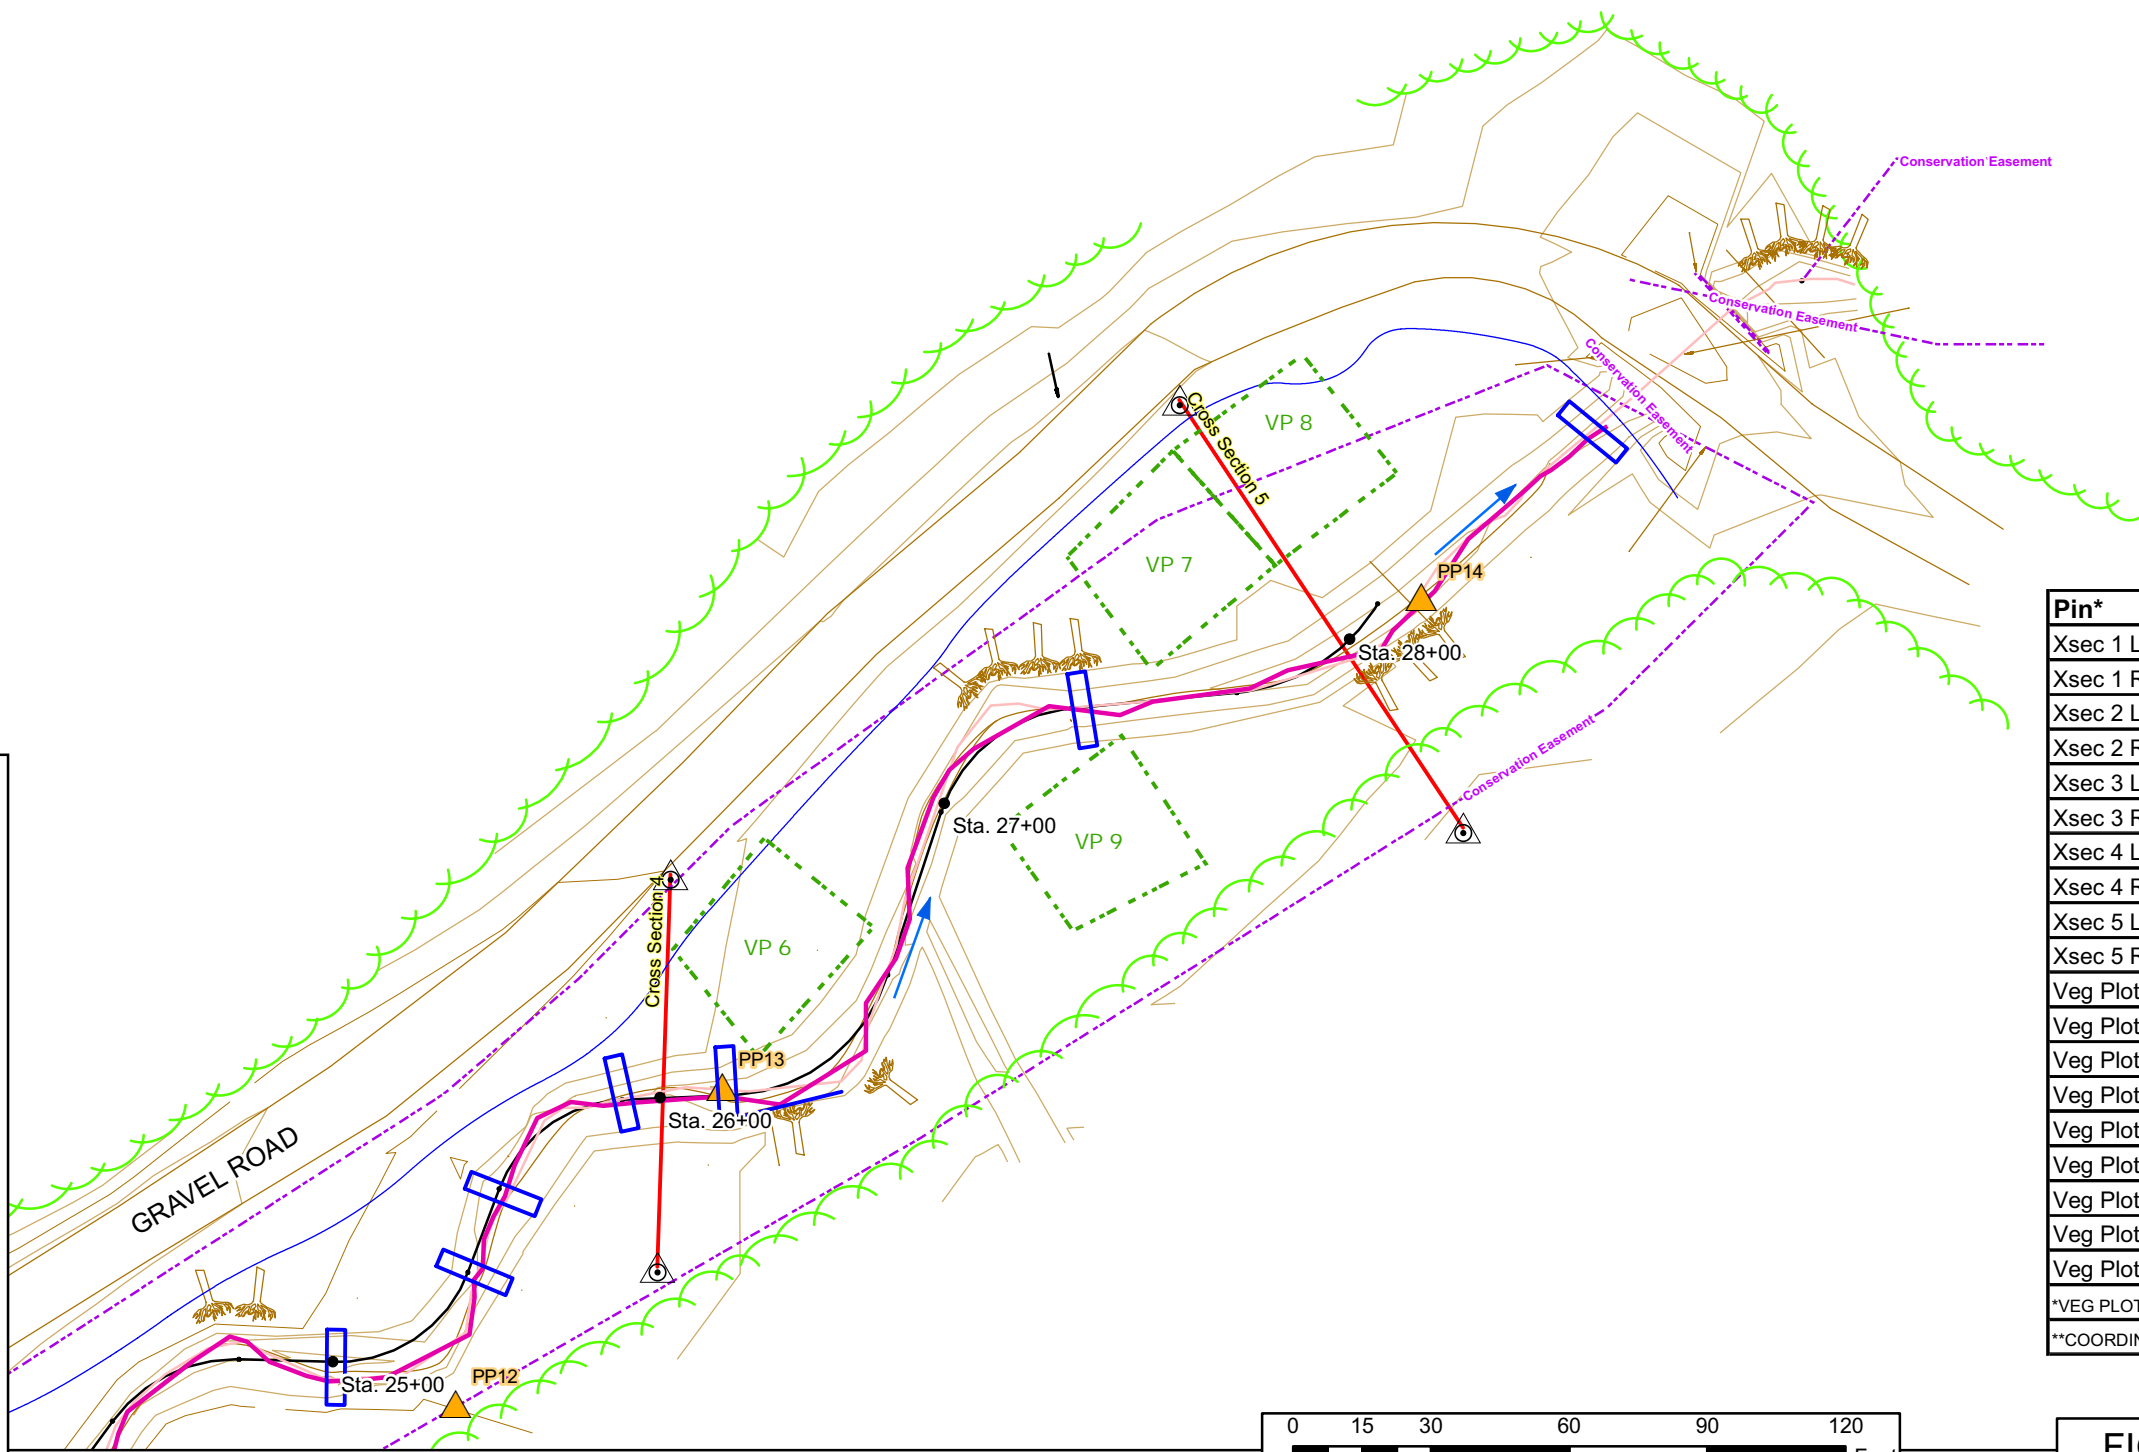 Conservation Easement
Conservation Easement
Conservation Easement
Cross Section 5
VP 8
VP 7
PP14
Sta. 28+00
Conservation Easement
Sta. 27+00
VP 9
Cross Section 4
VP 6
PP13
Sta. 26+00
GRAVEL ROAD
Sta. 25+00
PP12
Pin*
Xsec 1 L
Xsec 1 R
Xsec 2 L
Xsec 2 R
Xsec 3 L
Xsec 3 R
Xsec 4 L
Xsec 4 R
Xsec 5 L
Xsec 5 R
Veg Plot
Veg Plot
Veg Plot
Veg Plot
Veg Plot
Veg Plot
Veg Plot
Veg Plot
Veg Plot
*VEG PLOT
**COORDIN
0 15 30 60 90 120